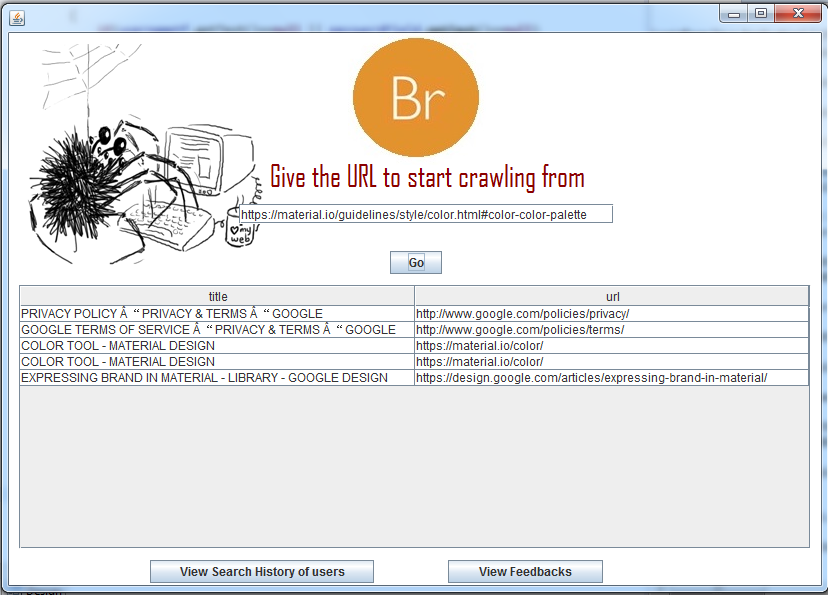 Br
Give the URL to start crawling from
https://material.io/guidelines/style/color.html#color-color-palette
my
web
Go
title url
PRIVACY POLICY Â “ PRIVACY & TERMS Â “ GOOGLE http://www.google.com/policies/privacy/
GOOGLE TERMS OF SERVICE Â “ PRIVACY & TERMS Â “ GOOGLE http://www.google.com/policies/terms/
COLOR TOOL - MATERIAL DESIGN https://material.io/color/
COLOR TOOL - MATERIAL DESIGN https://material.io/color/
EXPRESSING BRAND IN MATERIAL - LIBRARY - GOOGLE DESIGN https://design.google.com/articles/expressing-brand-in-material/
View Search History of users View Feedbacks